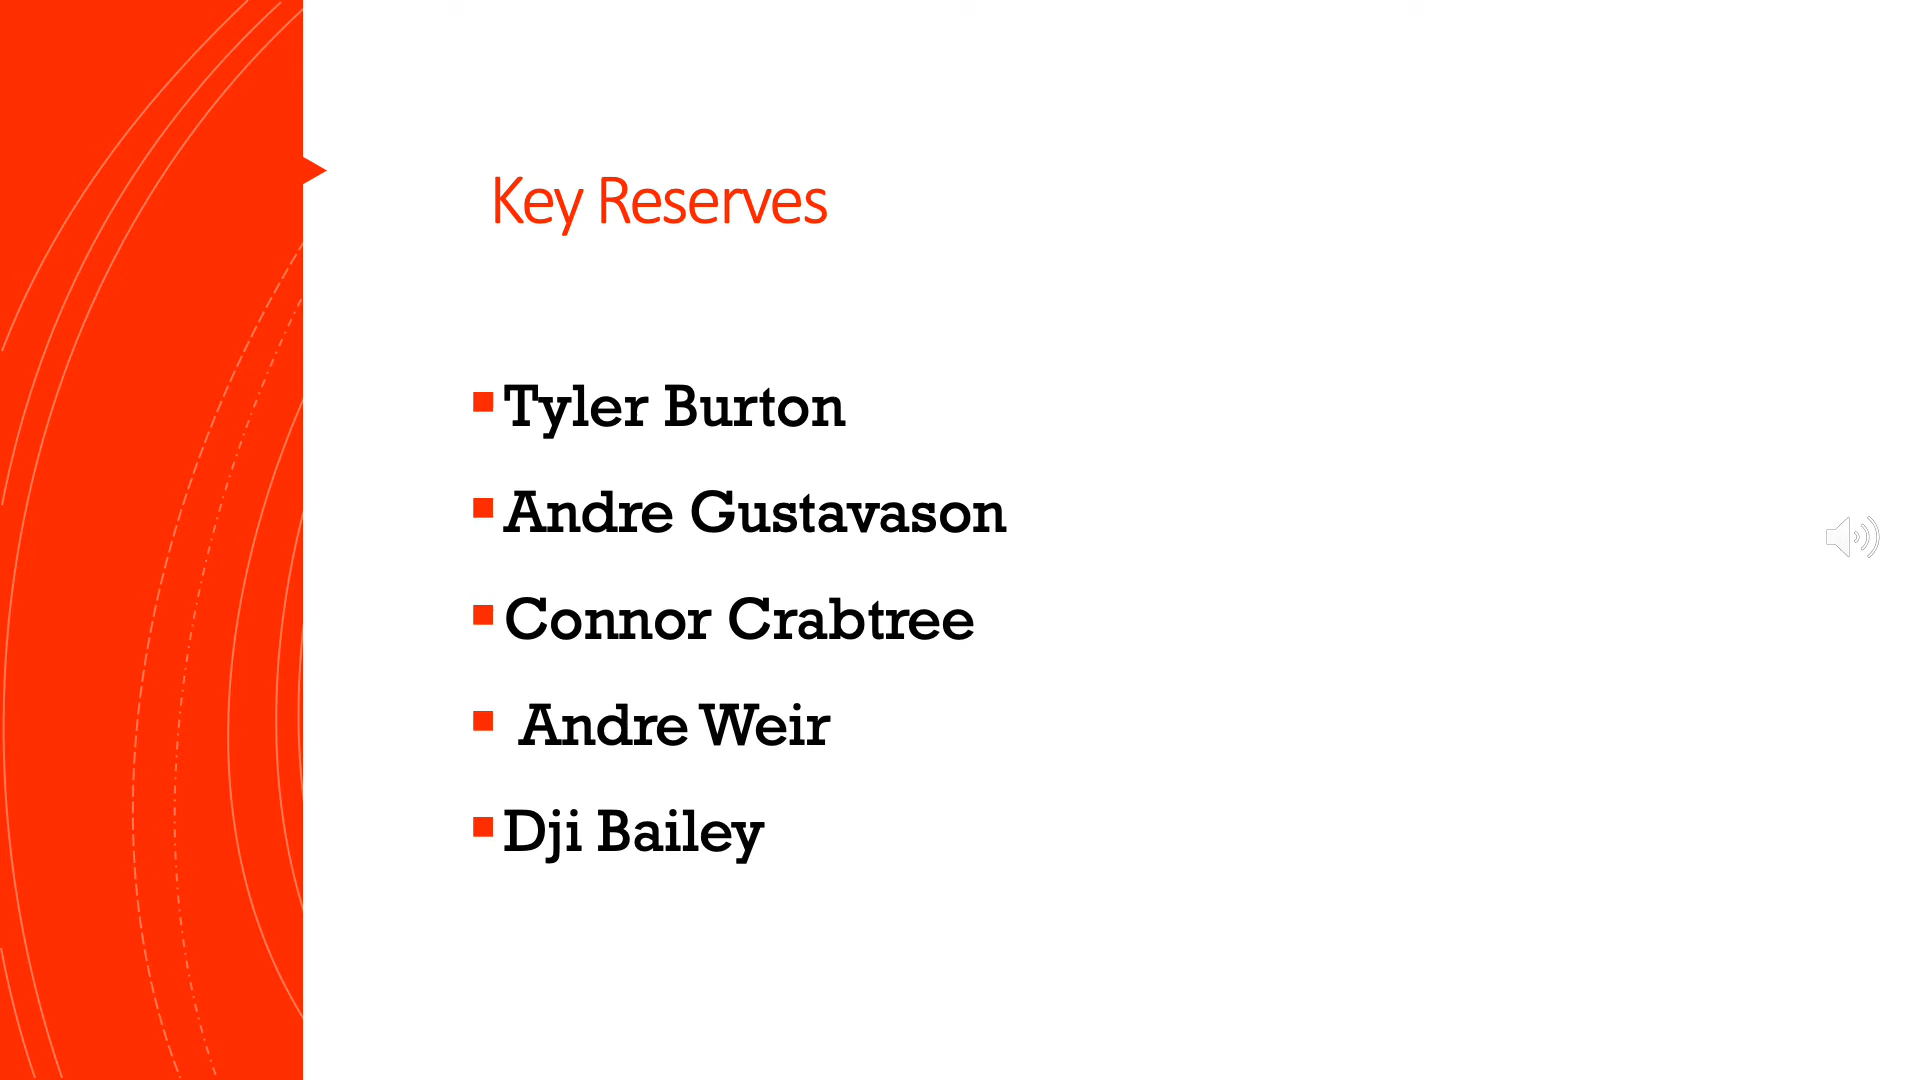 Key Reserves
Tyler Burton
Andre Gustavason
Connor Crabtree
Andre Weir
Dji Bailey